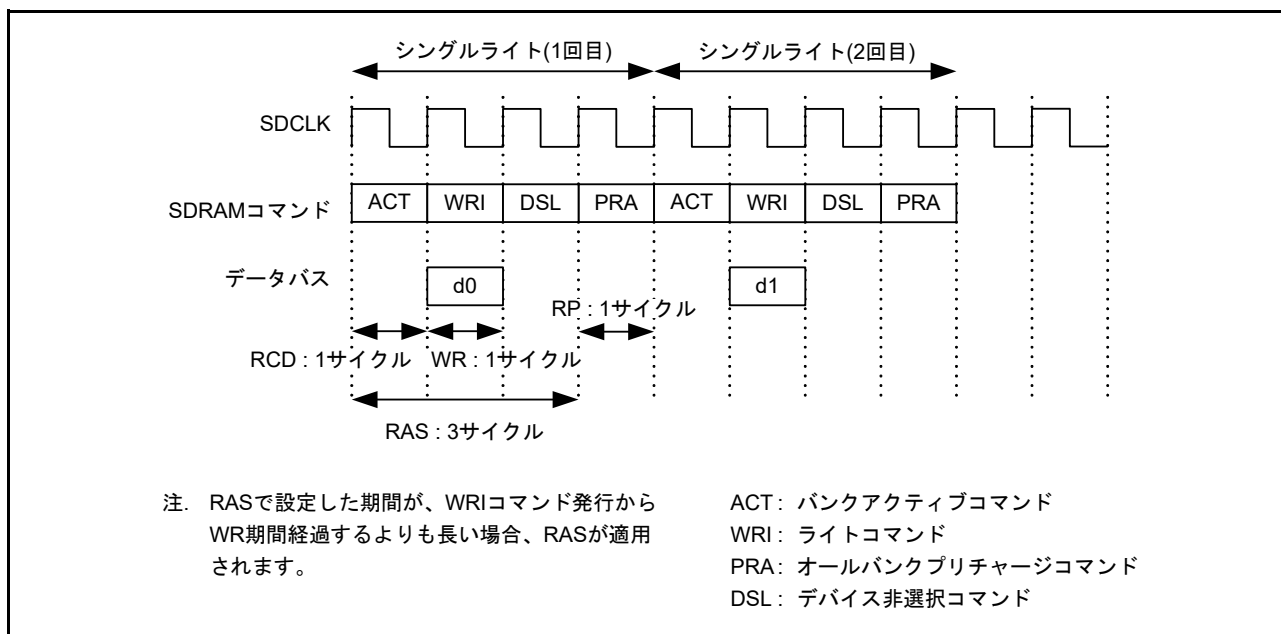 シングルライト(1回目) シングルライト(2回目)
SDCLK
SDRAMコマンド ACT WRI DSL PRA ACT WRI DSL PRA
データバス d0 d1
RP : 1サイクル
RCD : 1サイクル WR : 1サイクル
RAS : 3サイクル
注. RASで設定した期間が、WRIコマンド発行から
WR期間経過するよりも長い場合、RASが適用
されます。
ACT : バンクアクティブコマンド
WRI : ライトコマンド
PRA : オールバンクプリチャージコマンド
DSL : デバイス非選択コマンド